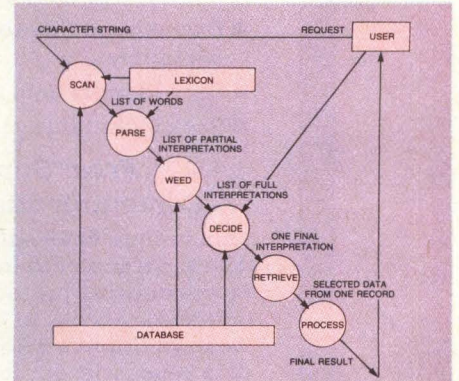 CHARACTER STRING
REQUEST
USER
SCAN
LEXICON
LIST OF WORDS
PARSE
LIST OF PARTIAL
INTERPRETATIONS
WEED
LIST OF FULL
INTERPRETATIONS
DECIDE
ONE FINAL
INTERPRETATION
RETRIEVE
SELECTED DATA
FROM ONE RECORD
PROCESS
DATABASE
FINAL RESULT